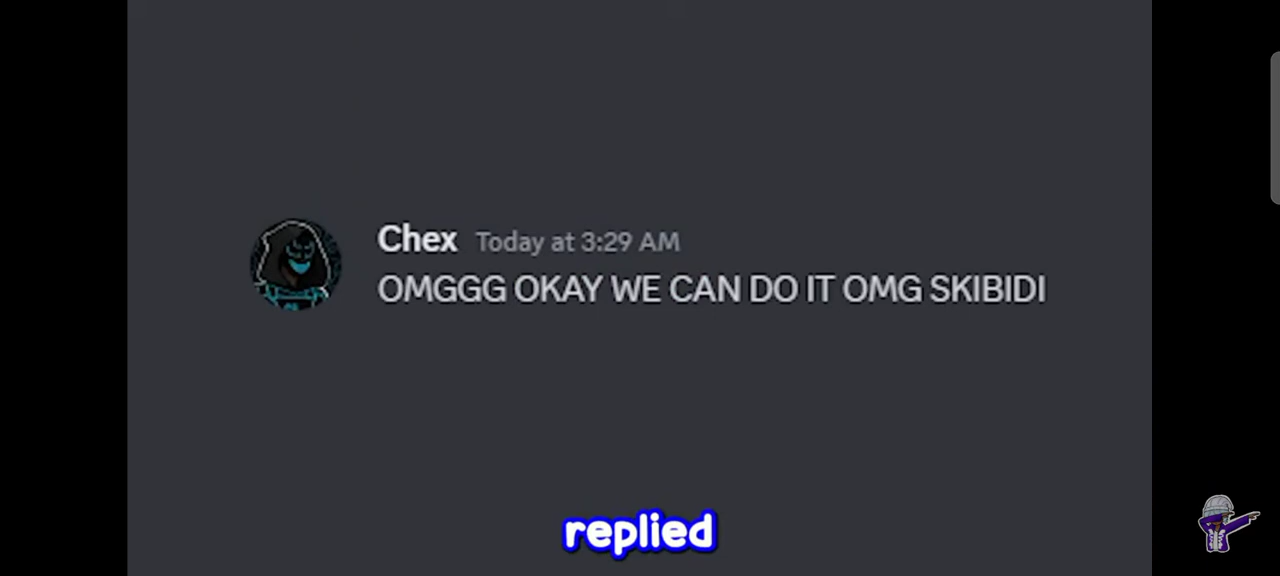 Chex Today at 3:29 AM
OMGGG OKAY WE CAN DO IT OMG SKIBIDI
replied